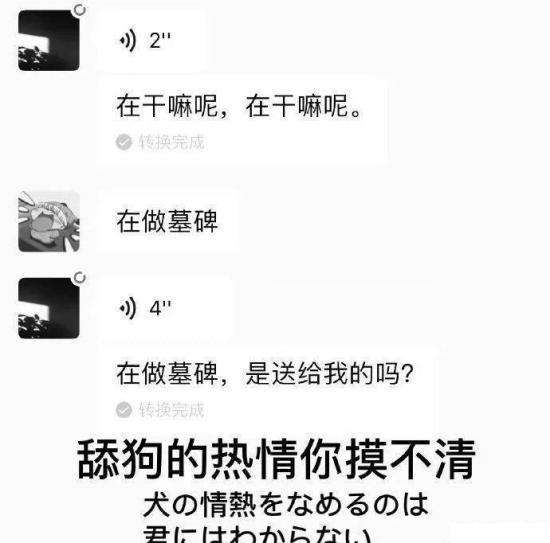 2''
在干嘛呢，在干嘛呢。
转换完成
在做墓碑
4''
在做墓碑，是送给我的吗?
转换完成
舔狗的热情你摸不清
犬の情熱をなめるのは
君にはわからない